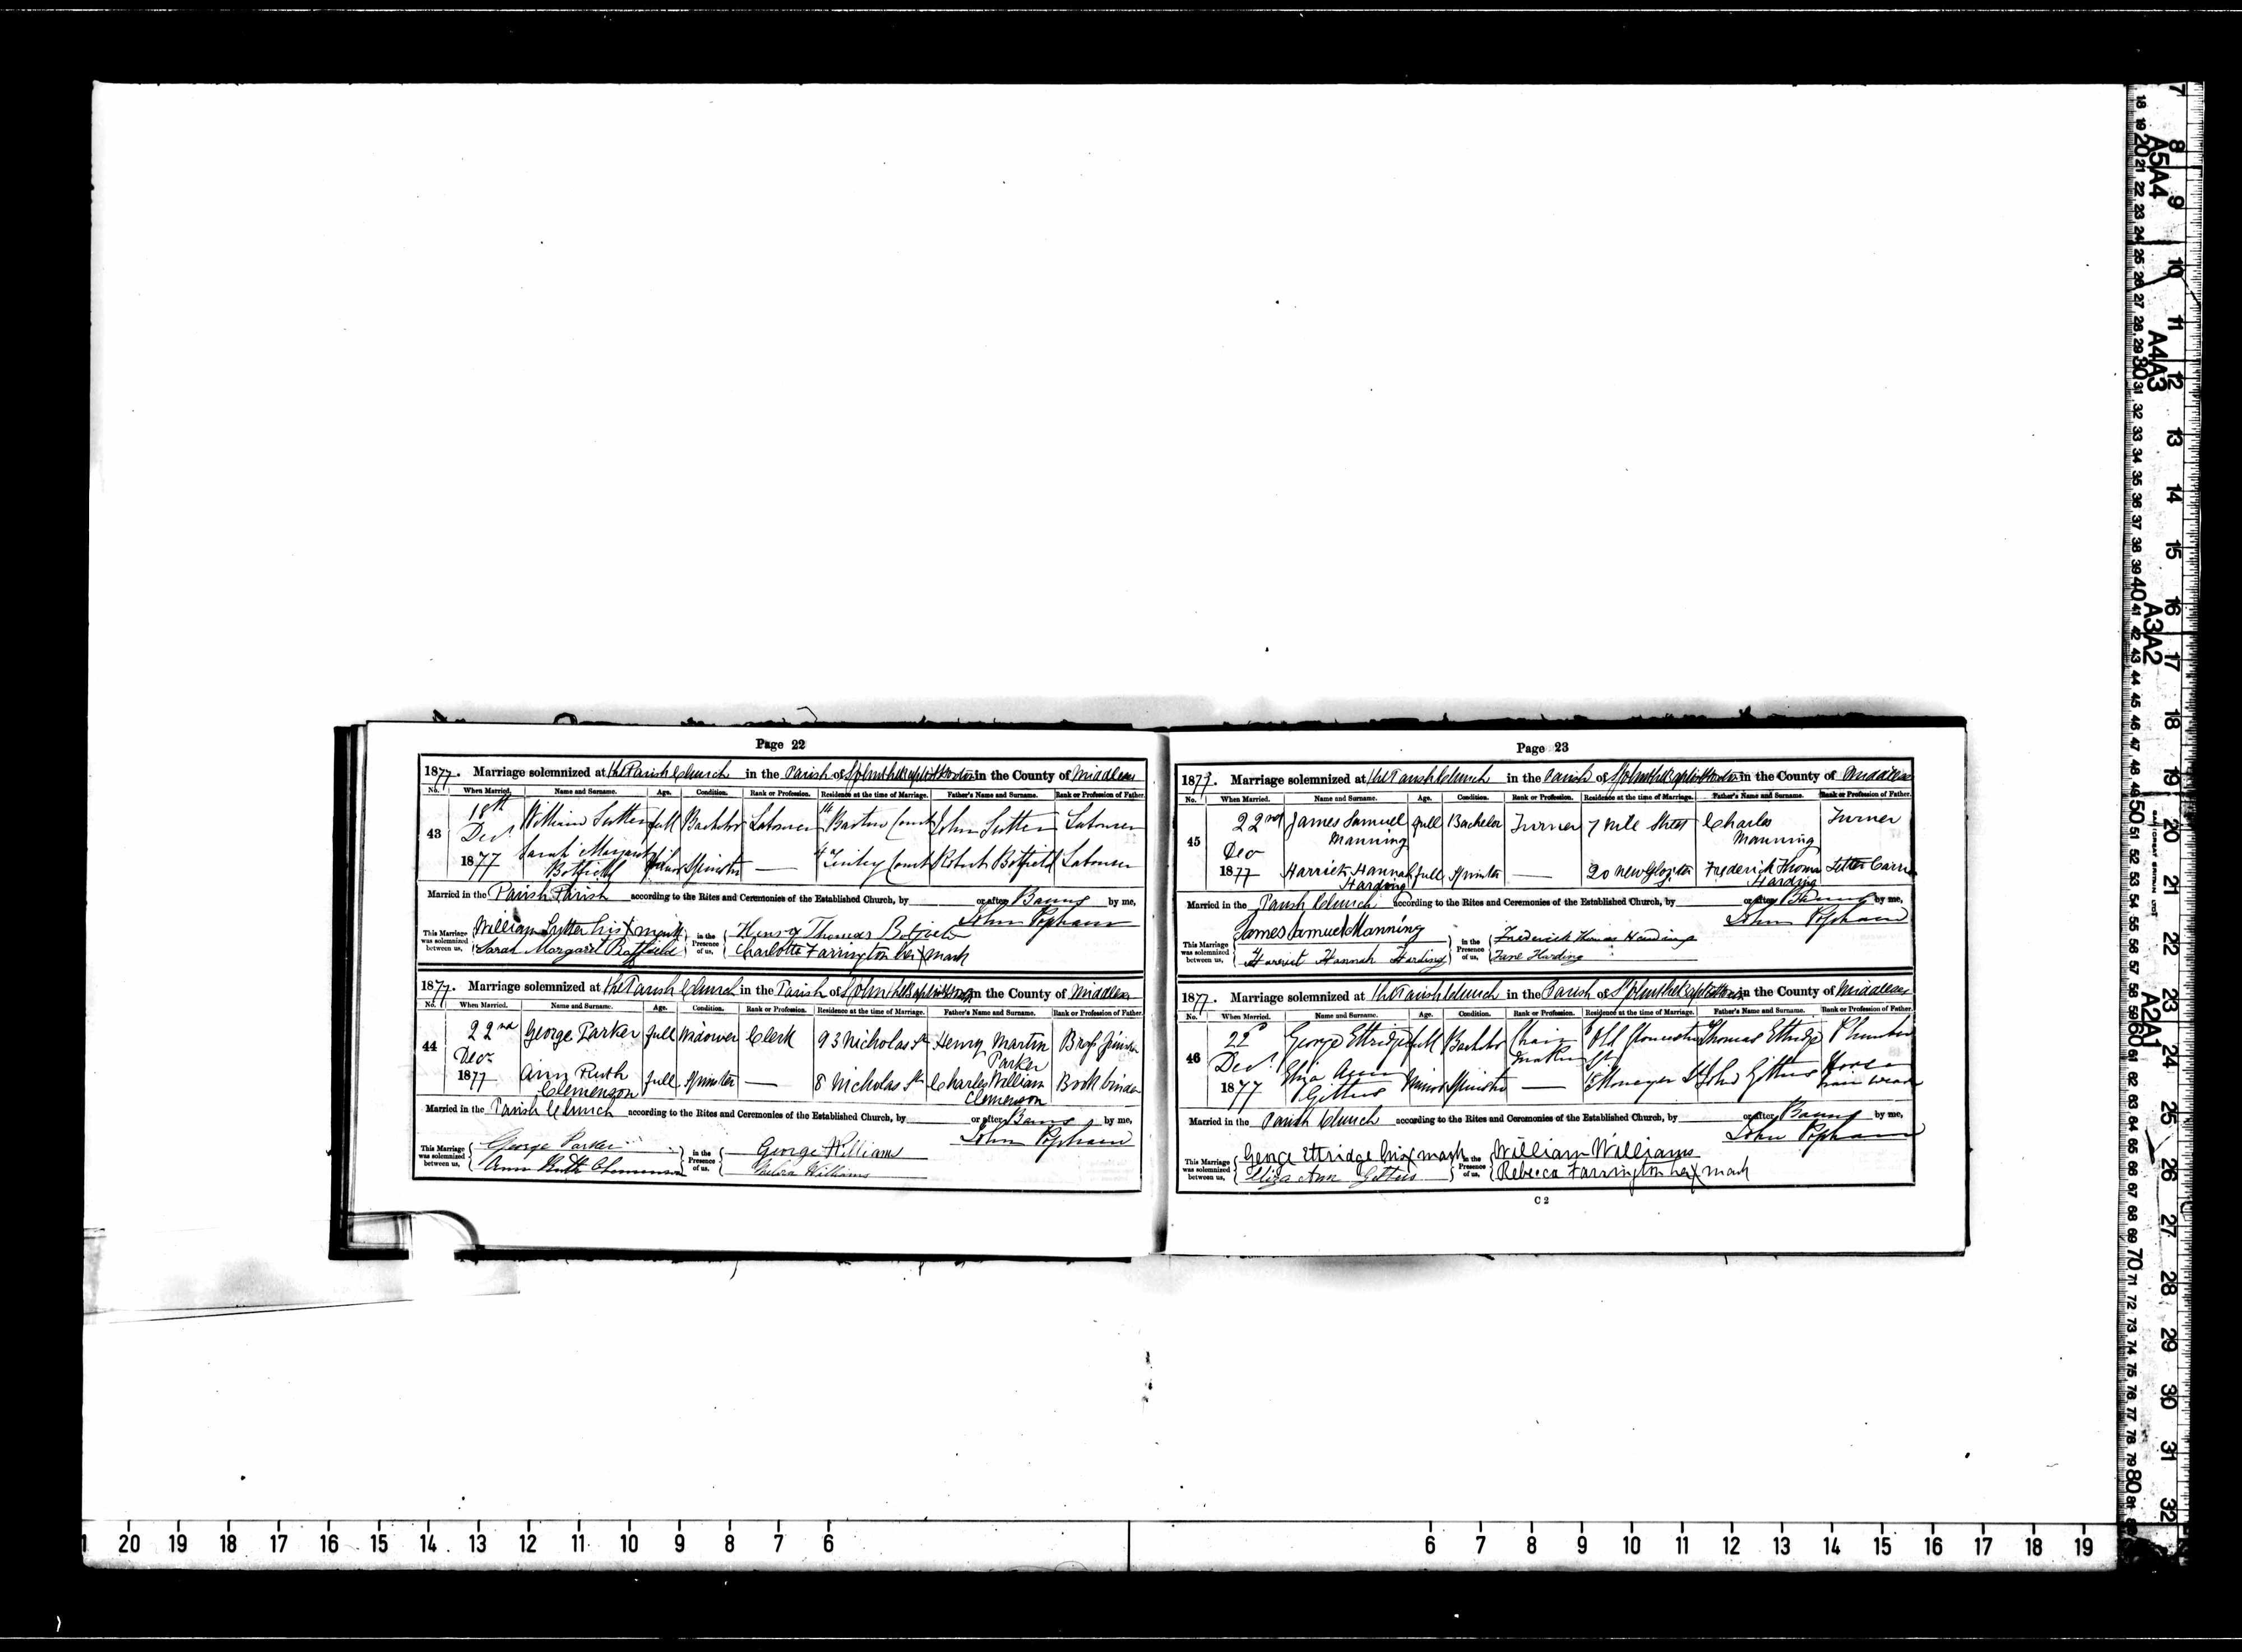 Page 22
1877. Marriage solemnized at the Parish Church in the Parish of St John the Baptist Hoxton in the County of Middlesex
No. When Married. Name and Surname. Age. Condition. Rank or Profession. Residence at the time of Marriage. Father's Name and Surname. Rank or Profession of Father.
43 18th Decr 1877
William Sutter full Bachelor Labourer 14 Court John Sutter Labourer
Sarah Margaret Botfield Minor Spinster — 4 Court Robert Botfield Labourer
Married in the Parish Parish according to the Rites and Ceremonies of the Established Church, by or after Banns by me,
John Popham
This Marriage was solemnized between us, William Sutter his X mark in the Presence of us, Henry Thomas Botfield
Sarah Margaret Charlotte Farrington her X mark
1877. Marriage solemnized at the Parish Church in the Parish of St John the Baptist Hoxton in the County of Middlesex
No. When Married. Name and Surname. Age. Condition. Rank or Profession. Residence at the time of Marriage. Father's Name and Surname. Rank or Profession of Father.
44 22nd Decr 1877
George Parker full Widower Clerk 93 Nicholas St Henry Martin Parker
Ann Ruth Clemenson full Spinster — 8 Nicholas St Charles William Clemenson Book binder
Married in the Parish Church according to the Rites and Ceremonies of the Established Church, by or after Banns by me,
John Popham
This Marriage was solemnized between us, George Parker in the Presence of us, George Williams
Ann Ruth Clemenson Williams
Page 23
1877. Marriage solemnized at the Parish Church in the Parish of St John the Baptist Hoxton in the County of Middlesex
No. When Married. Name and Surname. Age. Condition. Rank or Profession. Residence at the time of Marriage. Father's Name and Surname. Rank or Profession of Father.
45 22nd Dec 1877
James Samuel Manning full Bachelor Turner 7 Nile Street Charles Manning Turner
Harriet Hannah Harding full Spinster — 20 New Frederick Thomas Harding Letter Carrier
Married in the Parish Church according to the Rites and Ceremonies of the Established Church, by or after Banns by me,
John Popham
This Marriage was solemnized between us, James Samuel Manning in the Presence of us, Frederick Thomas Harding
Harriet Hannah Harding Jane Harding
1877. Marriage solemnized at the Parish Church in the Parish of St John the Baptist Hoxton in the County of Middlesex
No. When Married. Name and Surname. Age. Condition. Rank or Profession. Residence at the time of Marriage. Father's Name and Surname. Rank or Profession of Father.
46 22d Decr 1877
George Ettridge full Bachelor Chair maker Old Gloucester St Thomas Ettridge Plumber
Eliza Ann Gittus Minor Spinster — John Gittus Horse hair
Married in the Parish Church according to the Rites and Ceremonies of the Established Church, by or after Banns by me,
John Popham
This Marriage was solemnized between us, George Ettridge his X mark in the Presence of us, William Williams
Eliza Ann Gittus Rebecca Farrington her X mark
C 2
20 19 18 17 16 15 14 13 12 11 10 9 8 7 6 6 7 8 9 10 11 12 13 14 15 16 17 18 19